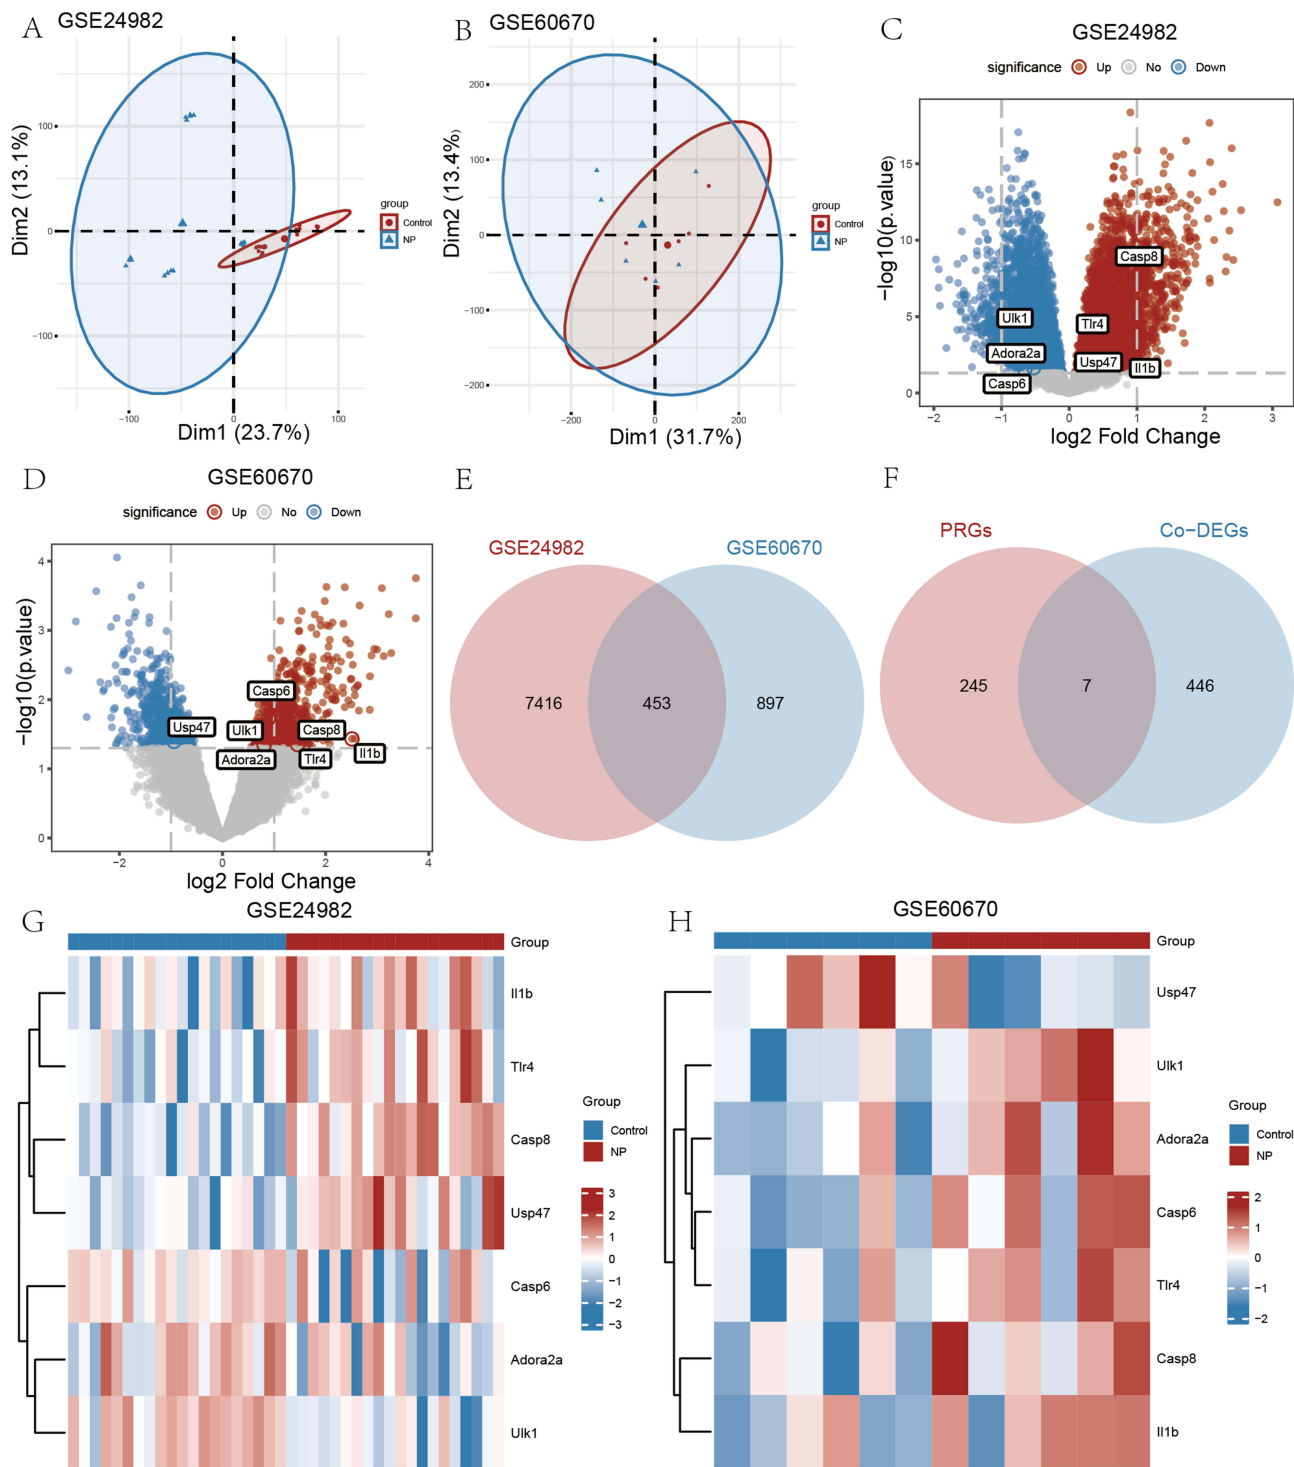 A GSE24982
Dim2 (13.1%)
100
0
−100
−100 0 100
Dim1 (23.7%)
group
Control
NP
B GSE60670
Dim2 (13.4%)
200
100
0
−100
−200
−200 0 200
Dim1 (31.7%)
group
Control
NP
C GSE24982
significance Up No Down
−log10(p.value)
15
10
5
0
Casp8
Ulk1
Tlr4
Adora2a
Usp47
Il1b
Casp6
−2 −1 0 1 2 3
log2 Fold Change
D GSE60670
significance Up No Down
−log10(p.value)
4
3
2
1
0
Casp6
Usp47
Ulk1
Casp8
Il1b
Adora2a
Tlr4
−2 0 2 4
log2 Fold Change
E
GSE24982 GSE60670
7416 453 897
F
PRGs Co−DEGs
245 7 446
G GSE24982
Group
Il1b
Tlr4
Casp8
Usp47
Casp6
Adora2a
Ulk1
Group
Control
NP
3
2
1
0
−1
−2
−3
H GSE60670
Group
Usp47
Ulk1
Adora2a
Casp6
Tlr4
Casp8
Il1b
Group
Control
NP
2
1
0
−1
−2